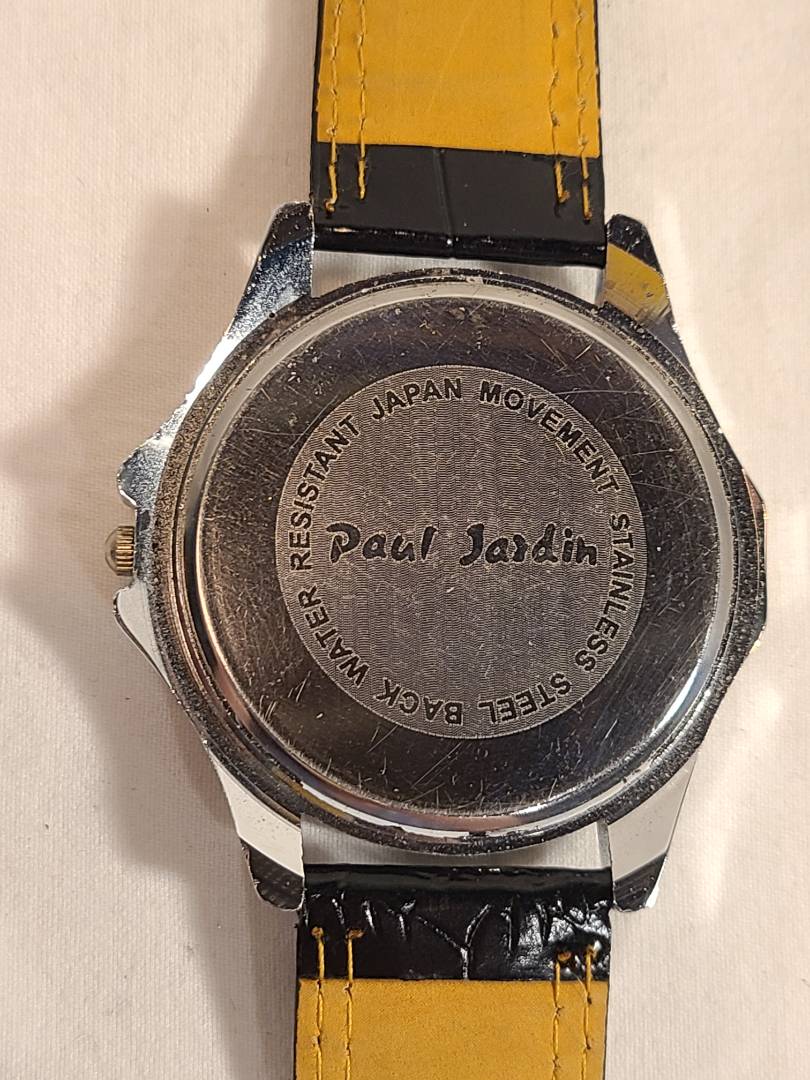 WATER RESISTANT JAPAN MOVEMENT STAINLESS STEEL BACK
Paul Jardin